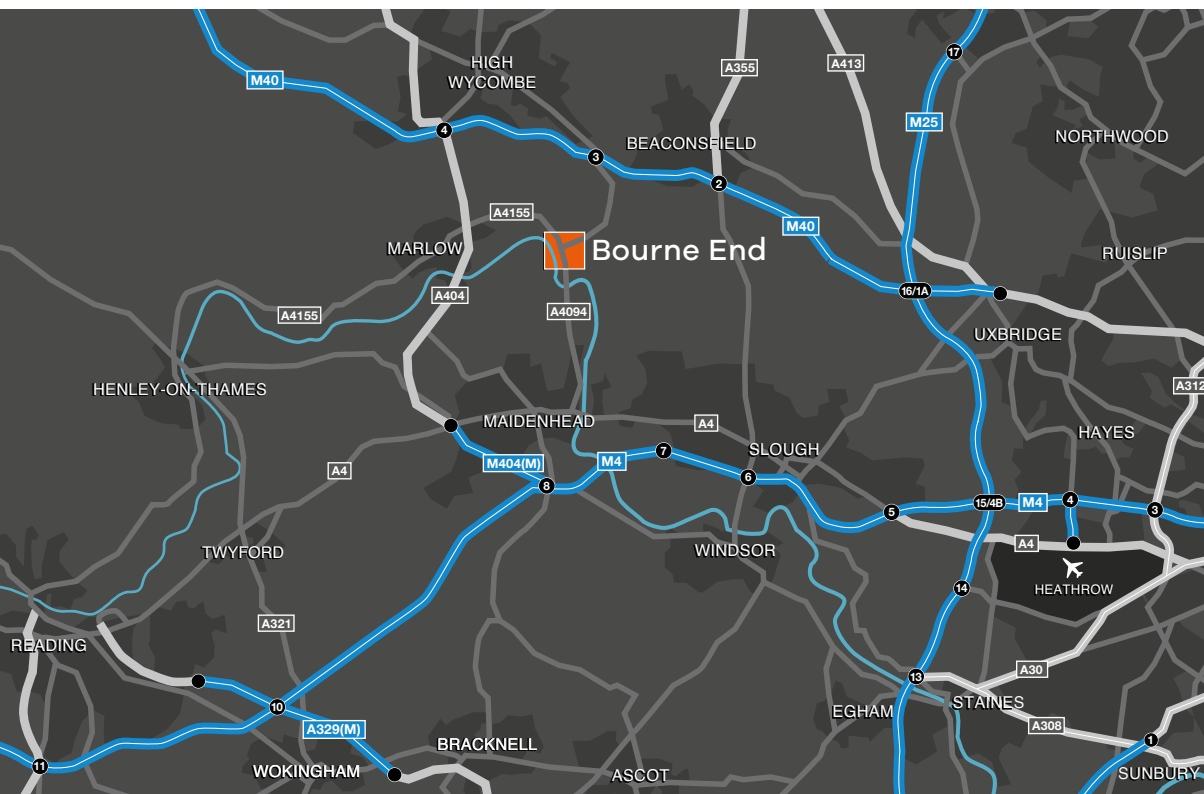 17
HIGH
WYCOMBE
A355
A413
M40
M25
4
NORTHWOOD
BEACONSFIELD
3
2
A4155
M40
MARLOW
Bourne End
RUISLIP
A404
16/1A
A4155
A4094
UXBRIDGE
HENLEY-ON-THAMES
A312
MAIDENHEAD
A4
HAYES
SLOUGH
7
M404(M)
M4
A4
6
8
4
15/4B
M4
3
5
TWYFORD
WINDSOR
A4
HEATHROW
14
A321
READING
A30
13
STAINES
EGHAM
10
A329(M)
A308
BRACKNELL
1
11
WOKINGHAM
ASCOT
SUNBURY